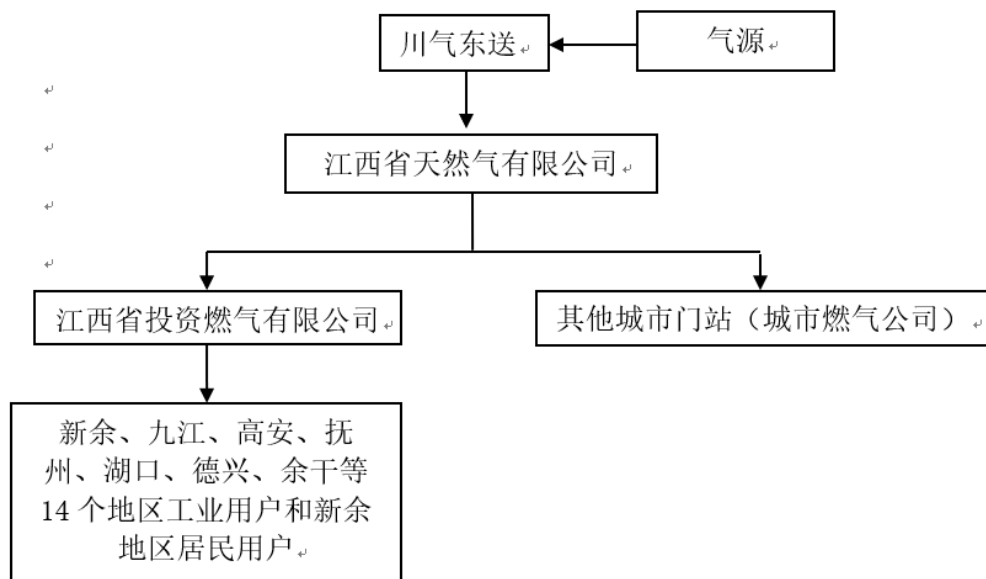 川气东送
气源
江西省天然气有限公司
江西省投资燃气有限公司
其他城市门站（城市燃气公司）
新余、九江、高安、抚
州、湖口、德兴、余干等
14 个地区工业用户和新余
地区居民用户